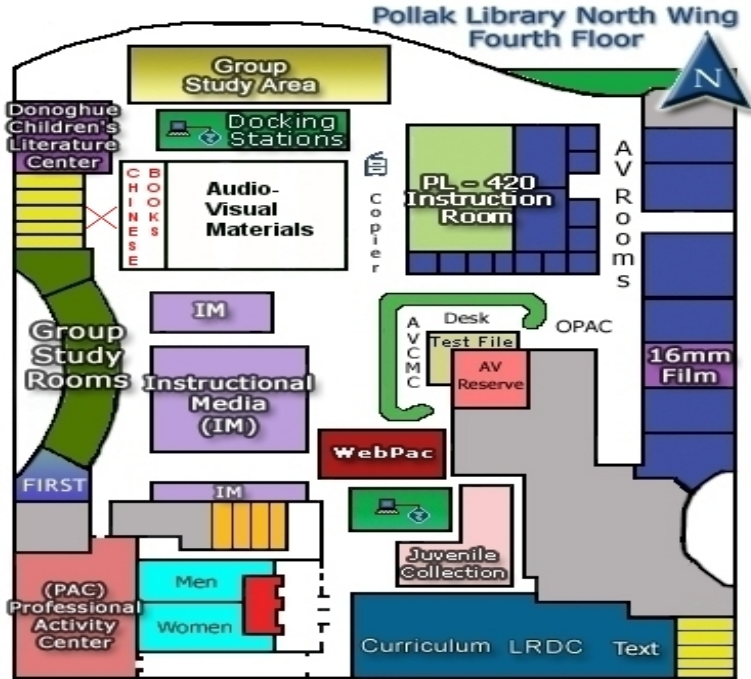 Pollak Library North Wing
Fourth Floor
N
Group
Study Area
Donoghue
Children's
Literature
Center
Docking
Stations
CHINESE
BOOKS
Audio-
Visual
Materials
Copier
PL - 420
Instruction
Room
AV Rooms
IM
Group
Study
Rooms
Instructional
Media
(IM)
AVCMC
Desk
OPAC
Test File
AV
Reserve
16mm
Film
WebPac
FIRST
IM
Juvenile
Collection
(PAC)
Professional
Activity
Center
Men
Women
Curriculum LRDC Text